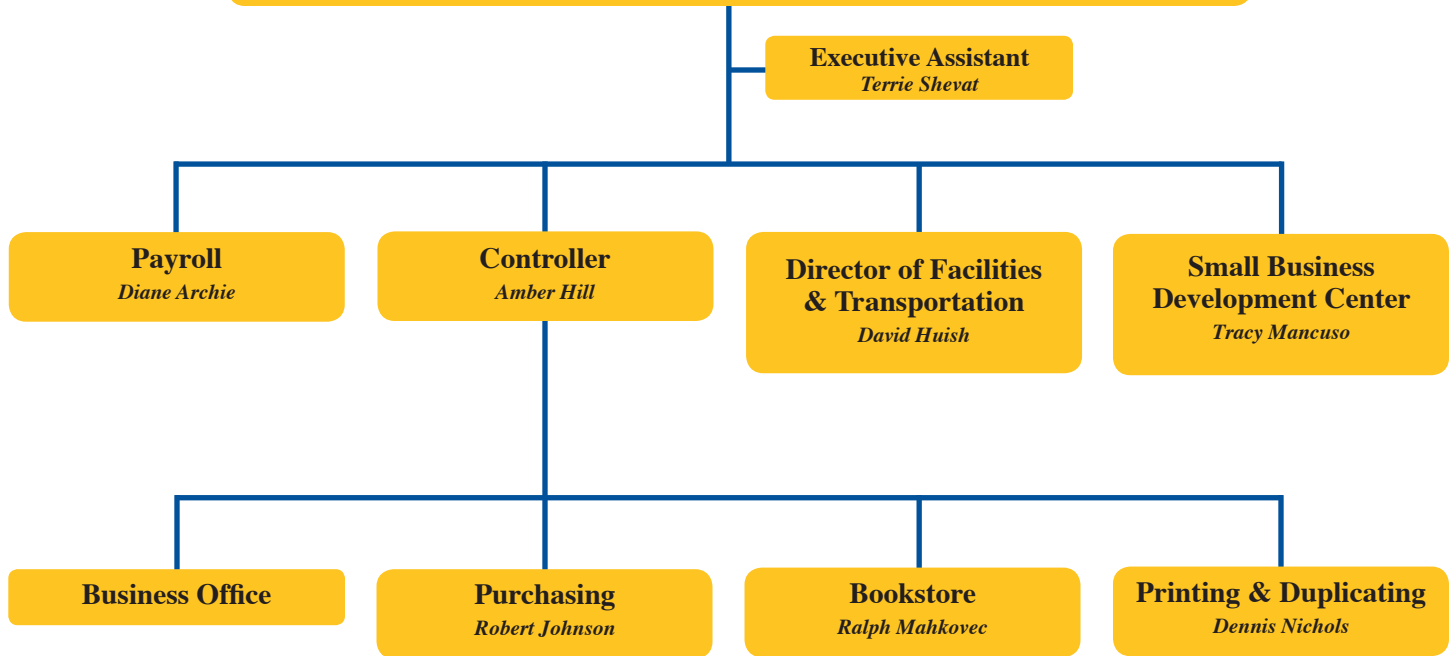 Executive Assistant
Terrie Shevat
Payroll
Diane Archie
Controller
Amber Hill
Director of Facilities
& Transportation
David Huish
Small Business
Development Center
Tracy Mancuso
Business Office
Purchasing
Robert Johnson
Bookstore
Ralph Mahkovec
Printing & Duplicating
Dennis Nichols